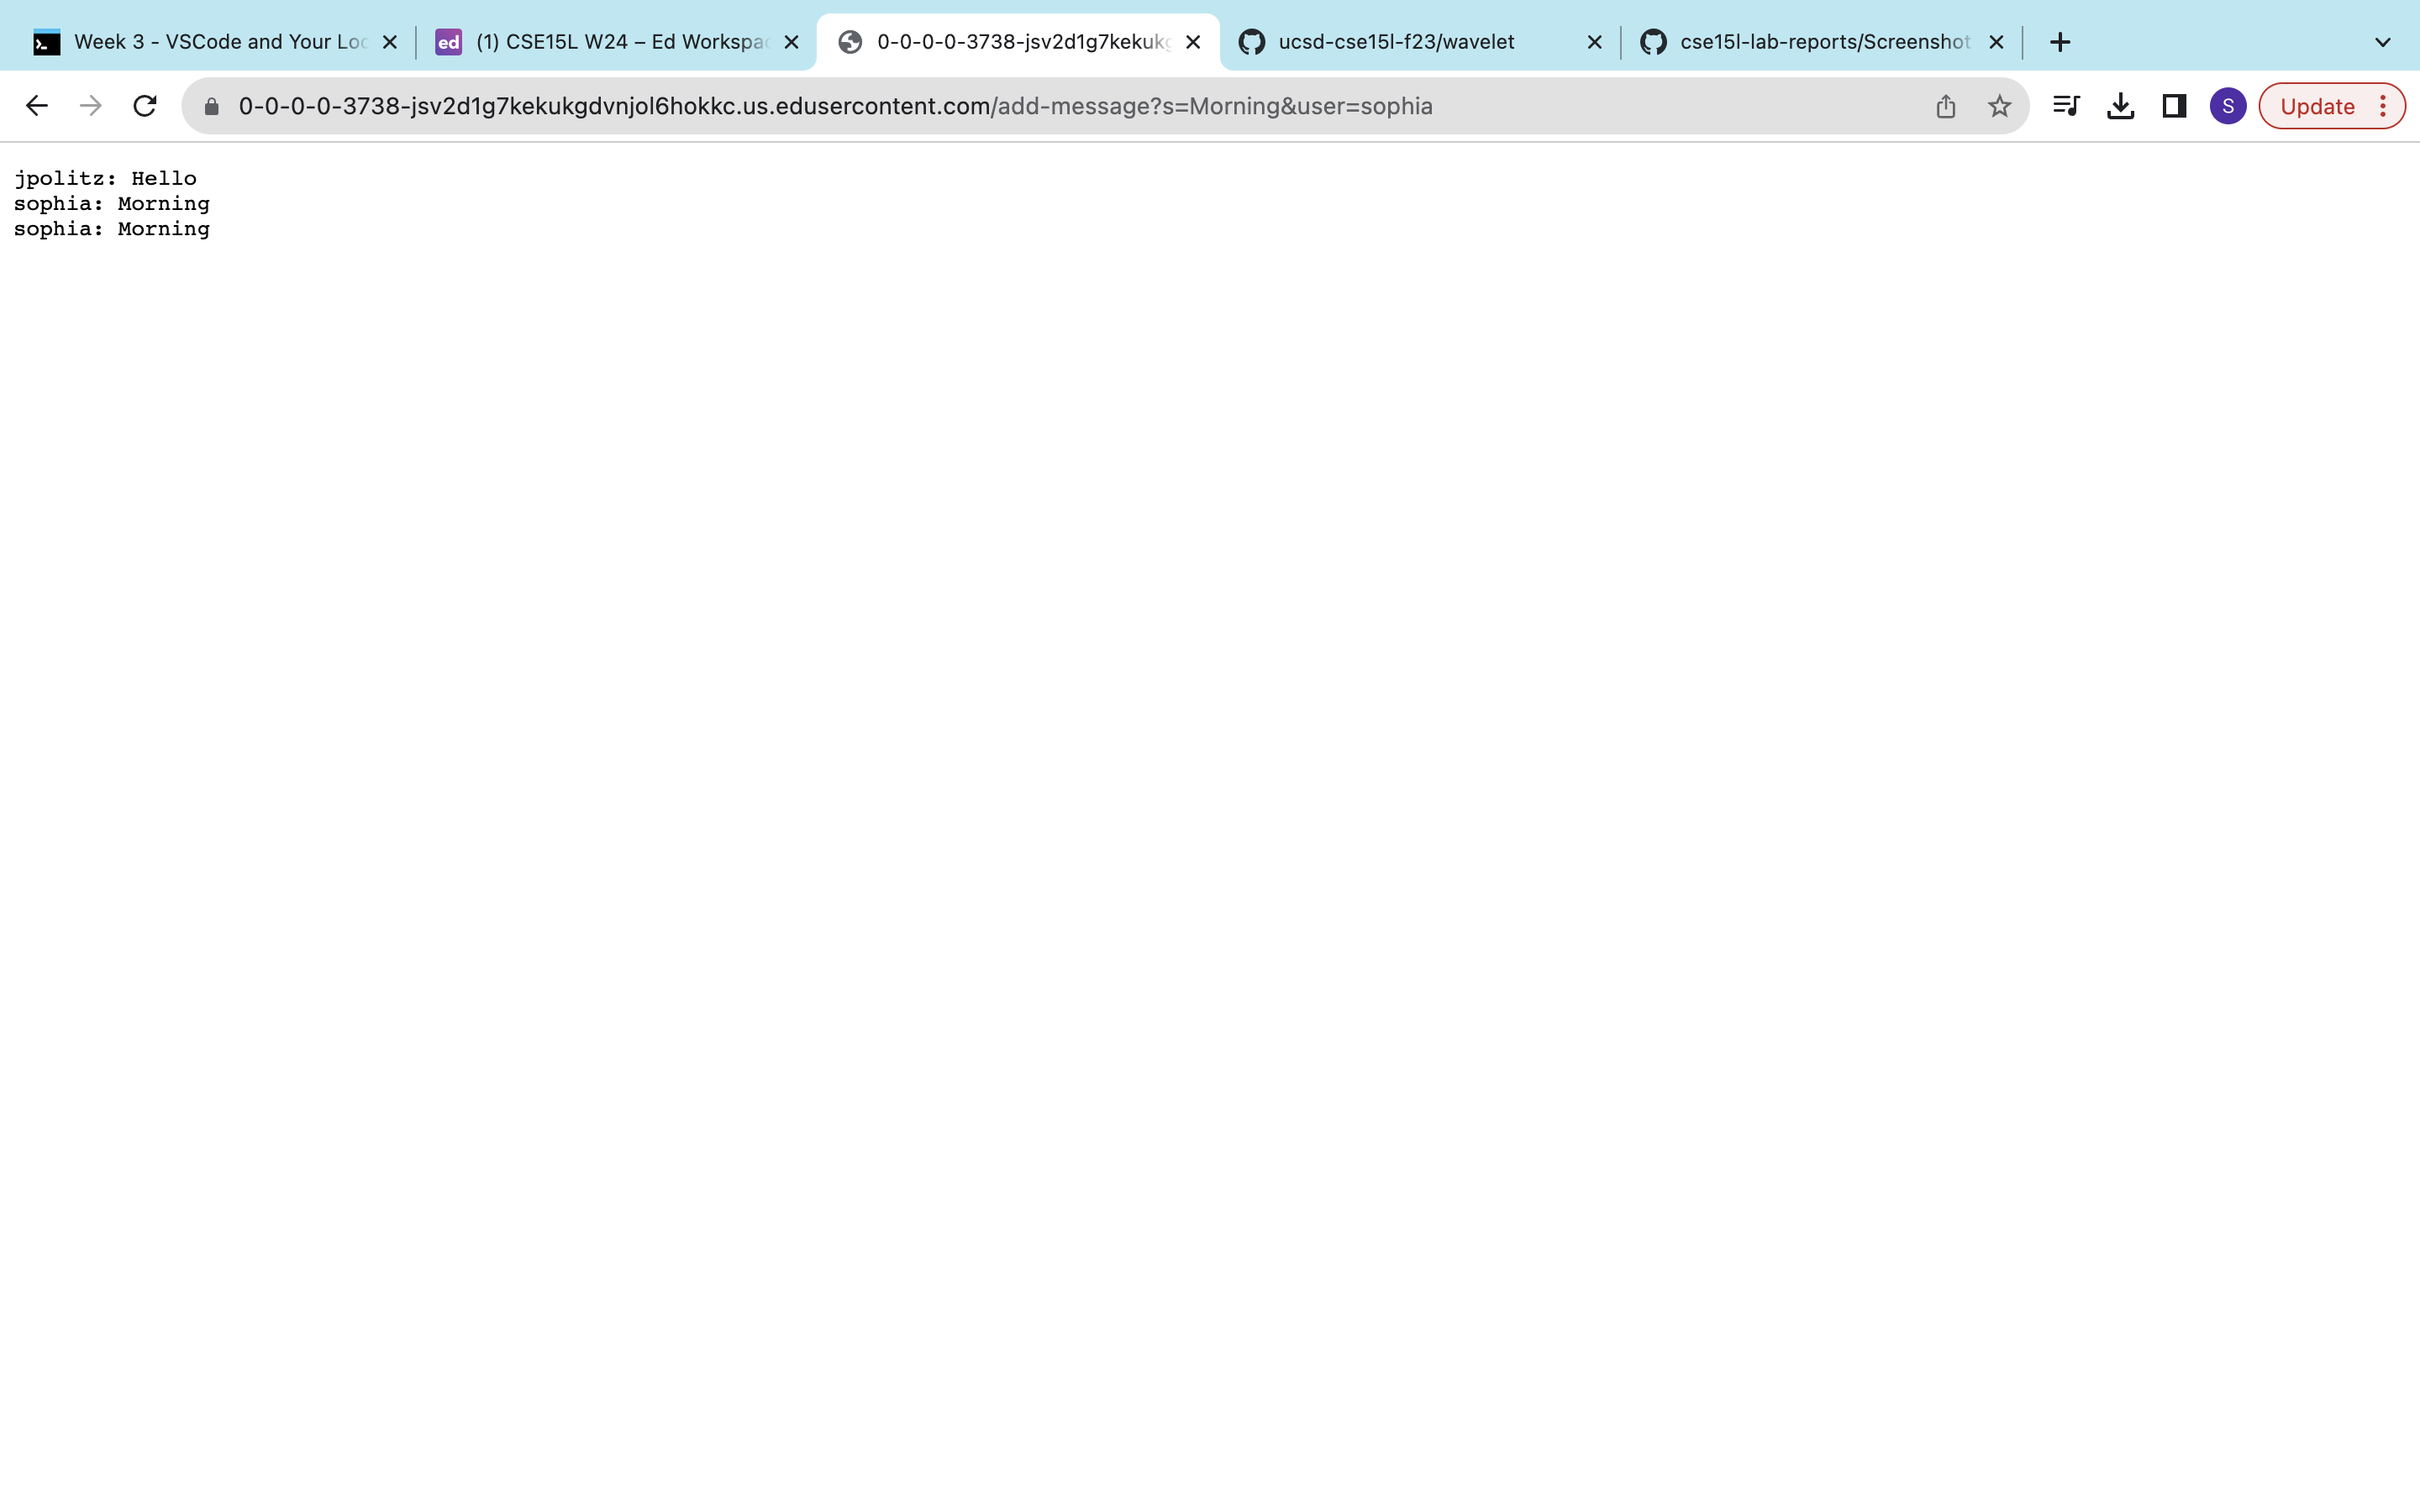 Week 3 - VSCode and Your Loc
ed (1) CSE15L W24 – Ed Workspac
0-0-0-0-3738-jsv2d1g7kekukg
ucsd-cse15l-f23/wavelet
cse15l-lab-reports/Screenshot
0-0-0-0-3738-jsv2d1g7kekukgdvnjol6hokkc.us.edusercontent.com/add-message?s=Morning&user=sophia
S
Update
jpolitz: Hello
sophia: Morning
sophia: Morning